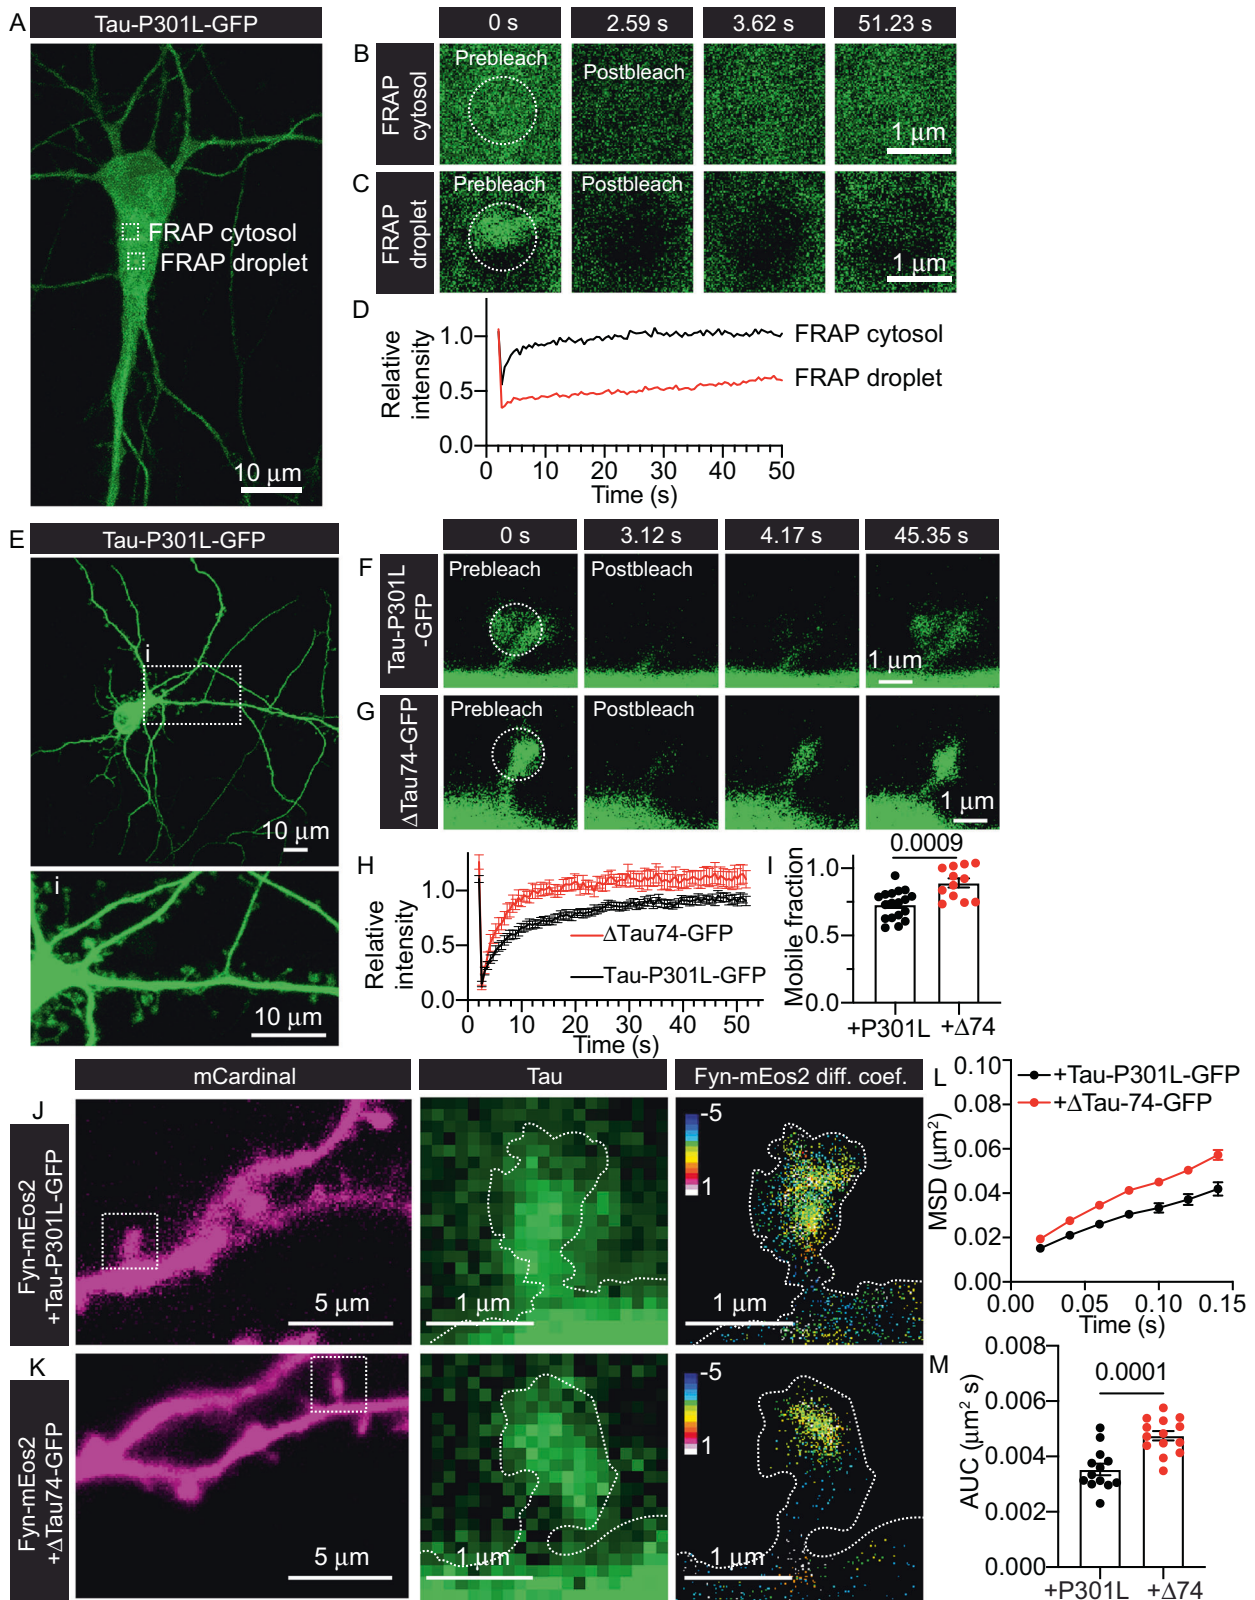 A
Tau-P301L-GFP
FRAP cytosol
FRAP droplet
10 μm
0 s
2.59 s
3.62 s
51.23 s
B
FRAP
cytosol
Prebleach
Postbleach
1 μm
C
FRAP
droplet
Prebleach
Postbleach
1 μm
D
Relative
intensity
1.0
0.5
0.0
0
10
20
30
40
50
Time (s)
FRAP cytosol
FRAP droplet
E
Tau-P301L-GFP
i
10 μm
i
10 μm
0 s
3.12 s
4.17 s
45.35 s
F
Tau-P301L
-GFP
Prebleach
Postbleach
1 μm
G
ΔTau74-GFP
Prebleach
Postbleach
1 μm
H
Relative
intensity
1.0
0.5
0.0
0
10
20
30
40
50
Time (s)
ΔTau74-GFP
Tau-P301L-GFP
I
Mobile fraction
1.0
0.5
0.0
0.0009
+P301L
+Δ74
mCardinal
Tau
Fyn-mEos2 diff. coef.
J
Fyn-mEos2
+Tau-P301L-GFP
5 μm
1 μm
-5
1
1 μm
K
Fyn-mEos2
+ΔTau74-GFP
5 μm
1 μm
-5
1
1 μm
L
MSD (μm²)
0.10
0.08
0.06
0.04
0.02
0.00
0.00
0.05
0.10
0.15
Time (s)
+Tau-P301L-GFP
+ΔTau-74-GFP
M
AUC (μm² s)
0.008
0.006
0.004
0.002
0.000
0.0001
+P301L
+Δ74